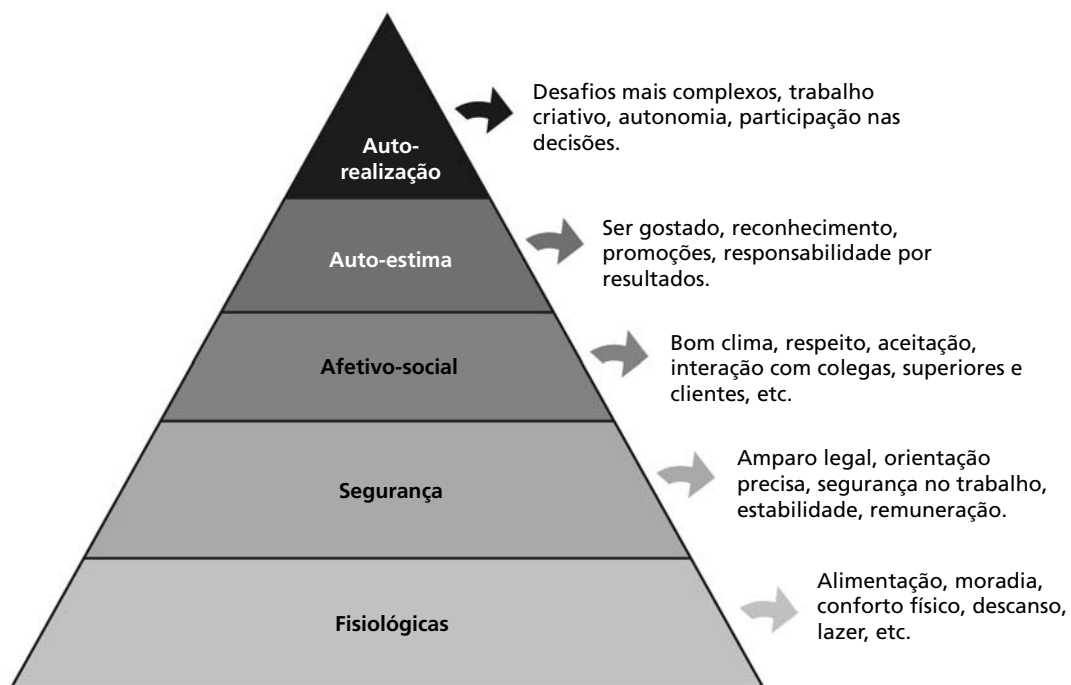 Auto-
realização
Desafios mais complexos, trabalho
criativo, autonomia, participação nas
decisões.
Auto-estima
Ser gostado, reconhecimento,
promoções, responsabilidade por
resultados.
Afetivo-social
Bom clima, respeito, aceitação,
interação com colegas, superiores e
clientes, etc.
Segurança
Amparo legal, orientação
precisa, segurança no trabalho,
estabilidade, remuneração.
Fisiológicas
Alimentação, moradia,
conforto físico, descanso,
lazer, etc.